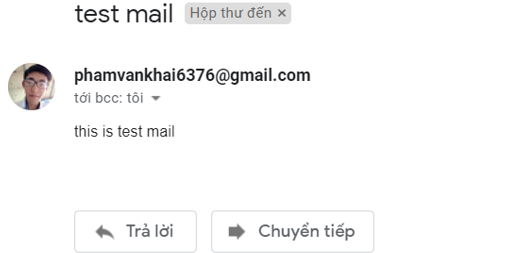 test mail Hộp thư đến ×
phamvankhai6376@gmail.com
tới bcc: tôi
this is test mail
Trả lời Chuyển tiếp